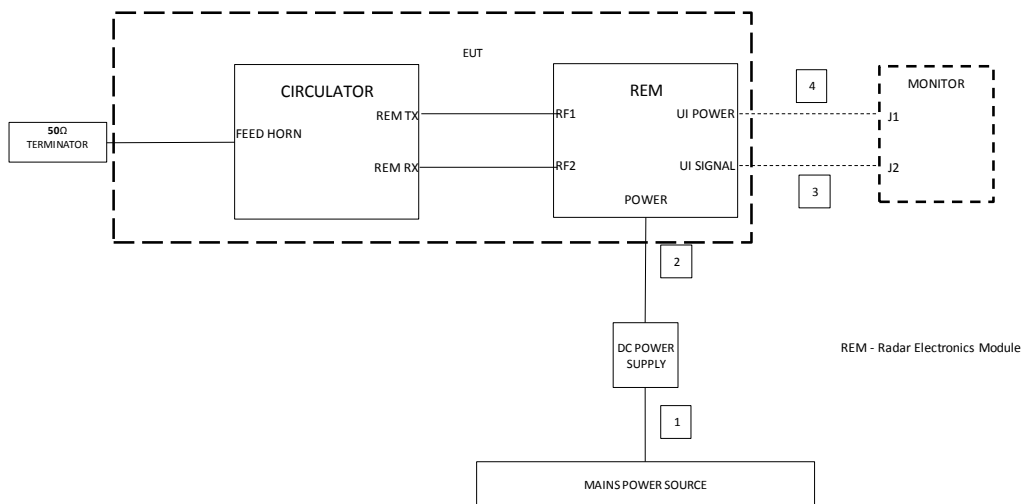 EUT
CIRCULATOR
REM
4
MONITOR
REM TX
RF1
UI POWER
J1
50Ω
TERMINATOR
FEED HORN
REM RX
RF2
UI SIGNAL
J2
3
POWER
2
DC POWER
SUPPLY
REM - Radar Electronics Module
1
MAINS POWER SOURCE